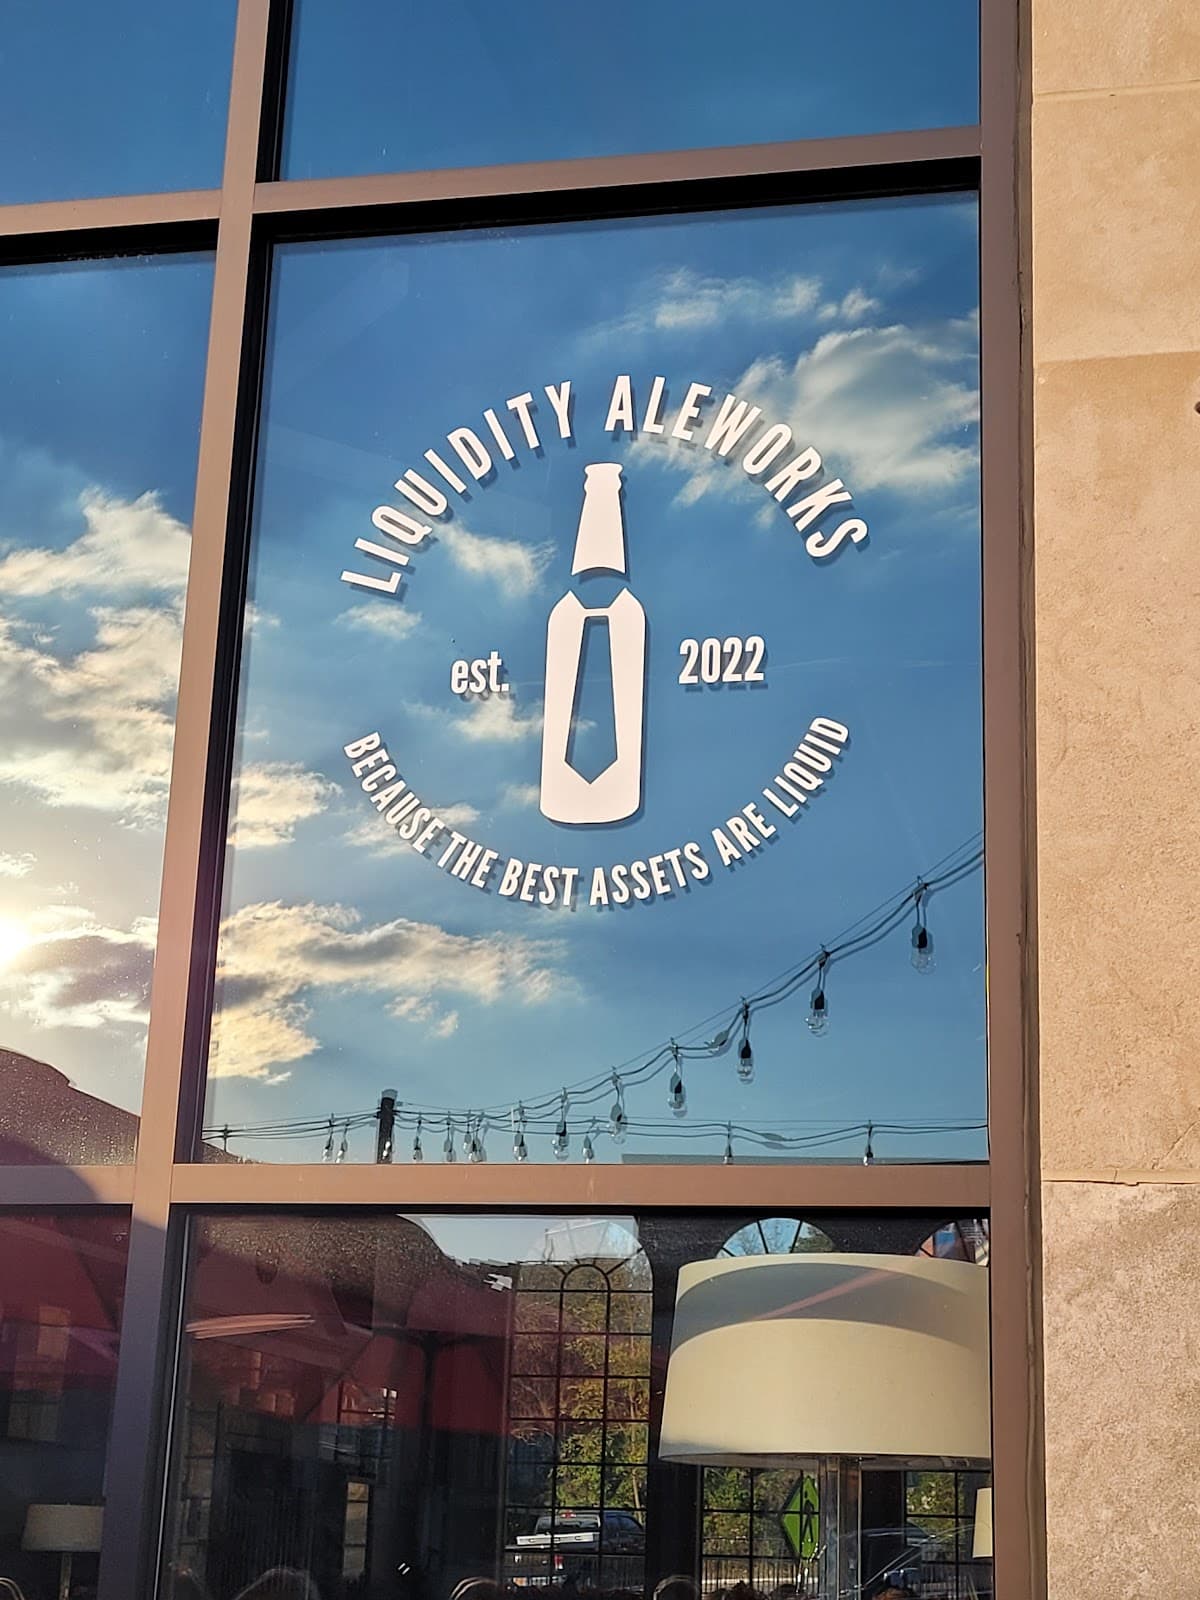 LIQUIDITY ALEWORKS
est. 2022
BECAUSE THE BEST ASSETS ARE LIQUID